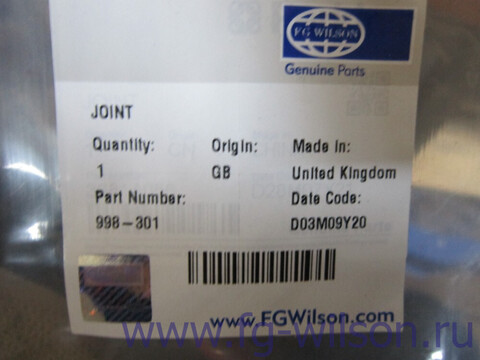 FG WILSON
Genuine Parts
JOINT
Quantity: Origin: Made In:
1 GB United Kingdom
Part Number: Date Code:
998-301 D03M09Y20
www.FGWilson.com
www.fg-wilson.ru